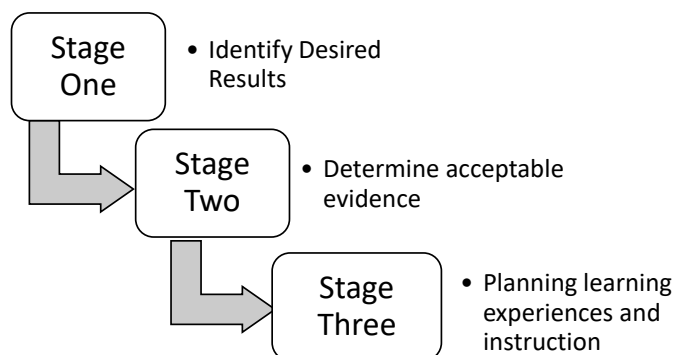 Stage
One
• Identify Desired
Results
Stage
Two
• Determine acceptable
evidence
Stage
Three
• Planning learning
experiences and
instruction